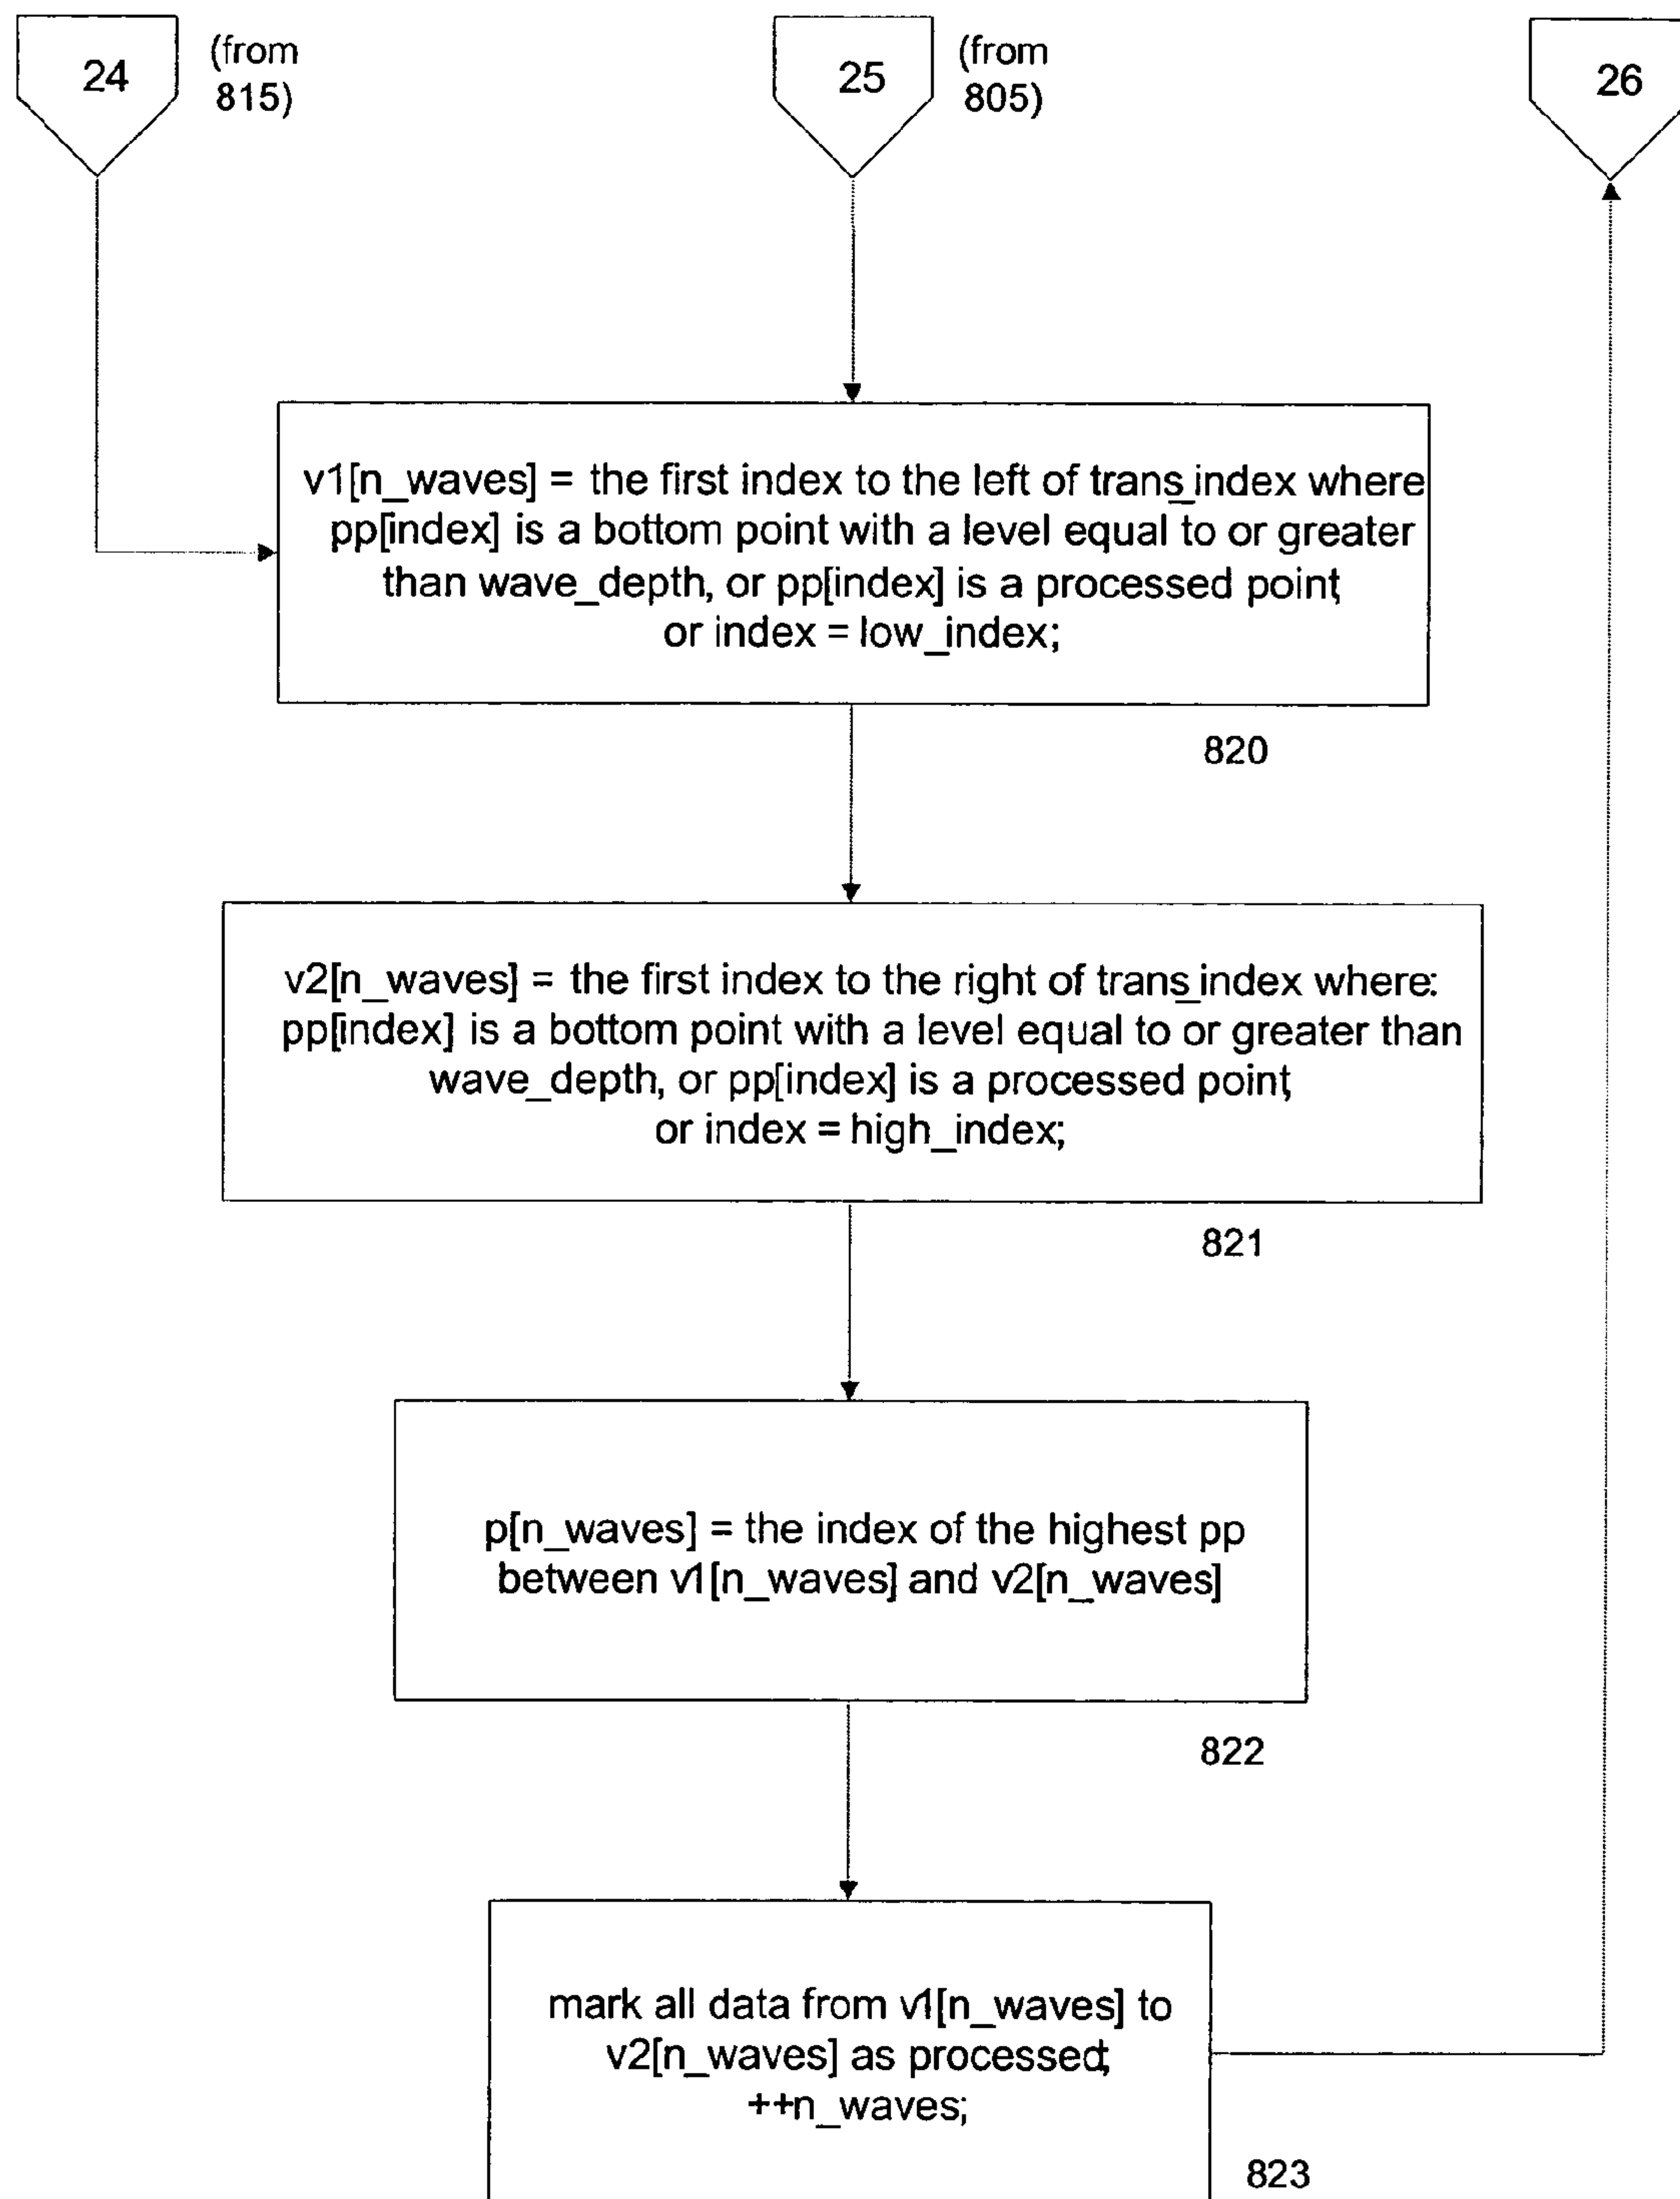 24
(from
815)
25
(from
805)
26
v1[n_waves] = the first index to the left of trans_index where
pp[index] is a bottom point with a level equal to or greater
than wave_depth, or pp[index] is a processed point,
or index = low_index;
820
v2[n_waves] = the first index to the right of trans_index where:
pp[index] is a bottom point with a level equal to or greater than
wave_depth, or pp[index] is a processed point,
or index = high_index;
821
p[n_waves] = the index of the highest pp
between v1[n_waves] and v2[n_waves]
822
mark all data from v1[n_waves] to
v2[n_waves] as processed;
++n_waves;
823